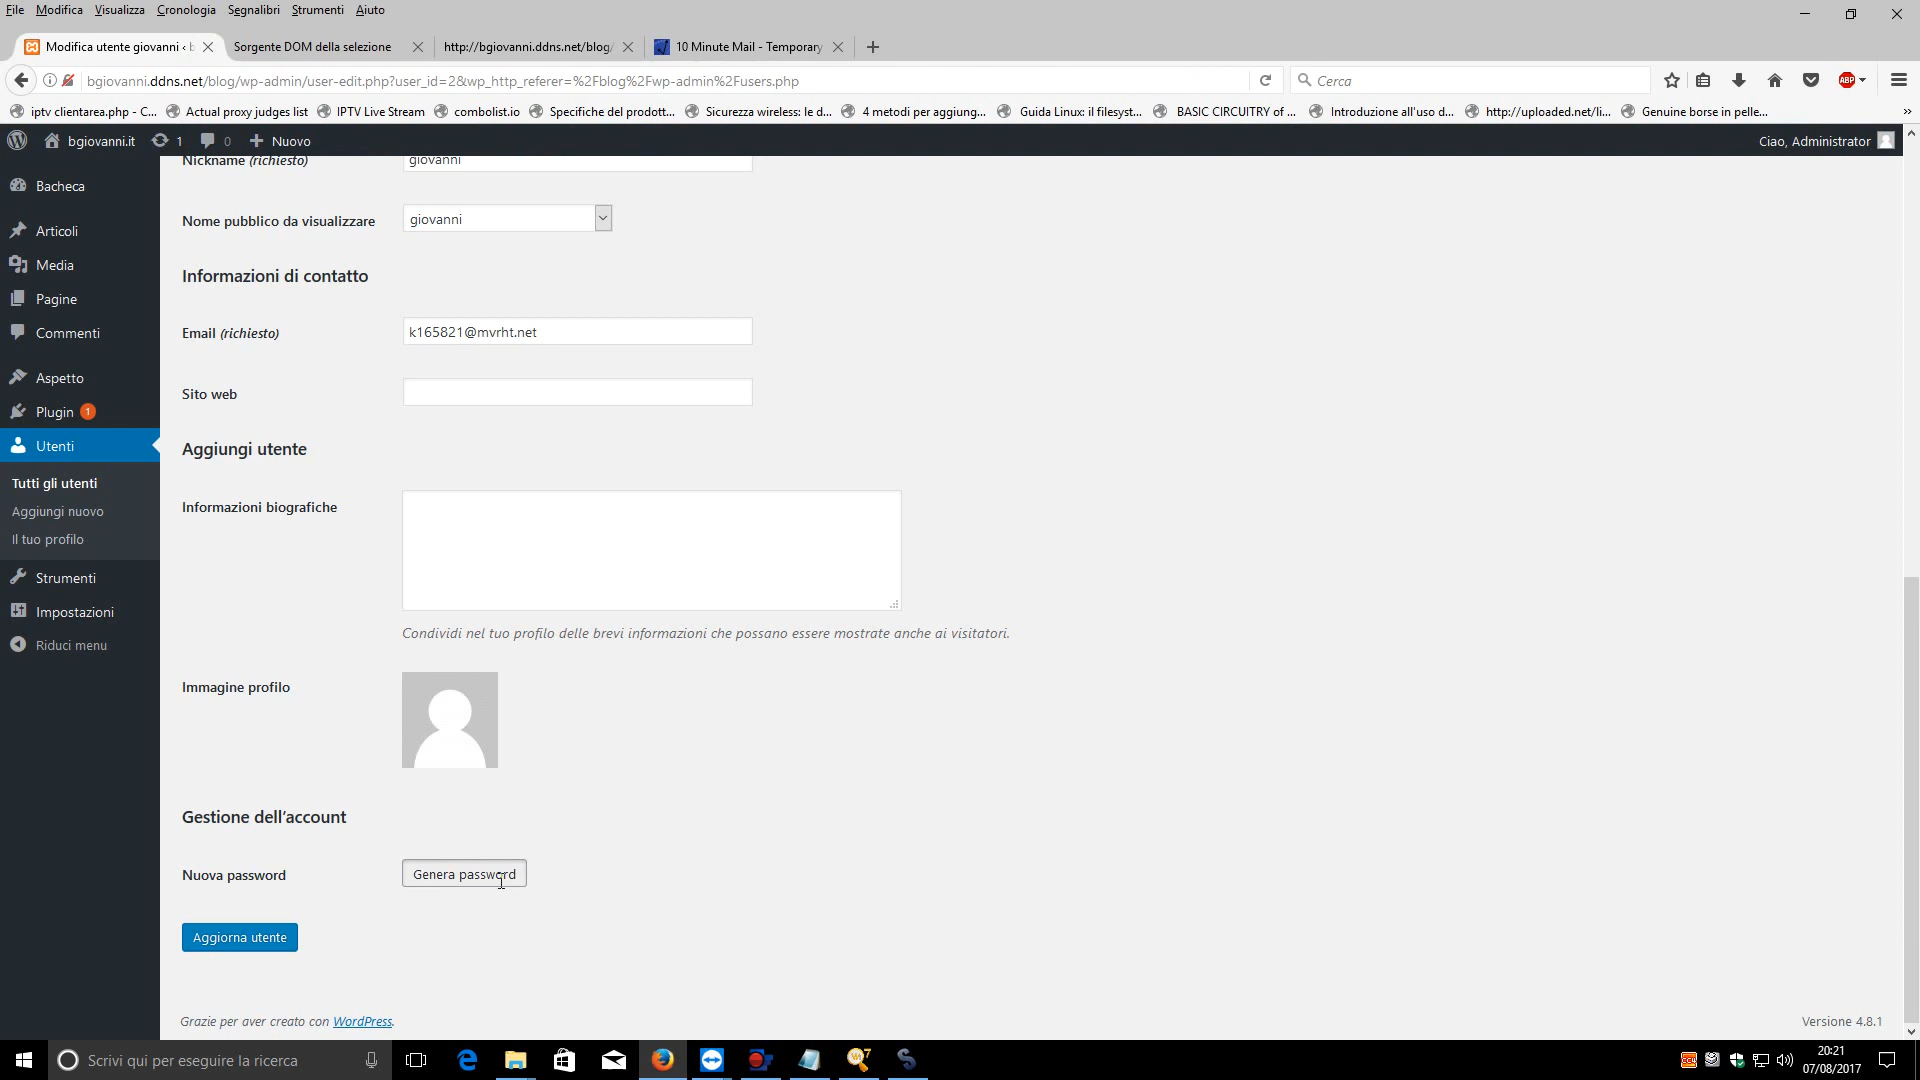 File Modifica Visualizza Cronologia Segnalibri Strumenti Aiuto
Modifica utente giovanni ‹ b
Sorgente DOM della selezione
http://bgiovanni.ddns.net/blog/
10 Minute Mail - Temporary
bgiovanni.ddns.net/blog/wp-admin/user-edit.php?user_id=2&wp_http_referer=%2Fblog%2Fwp-admin%2Fusers.php
Cerca
ABP
iptv clientarea.php - C...
Actual proxy judges list
IPTV Live Stream
combolist.io
Specifiche del prodott...
Sicurezza wireless: le d...
4 metodi per aggiung...
Guida Linux: il filesyst...
BASIC CIRCUITRY of ...
Introduzione all'uso d...
http://uploaded.net/li...
Genuine borse in pelle...
bgiovanni.it 1 0 Nuovo
Ciao, Administrator
Bacheca
Articoli
Media
Pagine
Commenti
Aspetto
Plugin 1
Utenti
Tutti gli utenti
Aggiungi nuovo
Il tuo profilo
Strumenti
Impostazioni
Riduci menu
Nickname (richiesto) giovanni
Nome pubblico da visualizzare giovanni
Informazioni di contatto
Email (richiesto) k165821@mvrht.net
Sito web
Aggiungi utente
Informazioni biografiche
Condividi nel tuo profilo delle brevi informazioni che possano essere mostrate anche ai visitatori.
Immagine profilo
Gestione dell'account
Nuova password Genera password
Aggiorna utente
Grazie per aver creato con WordPress.
Versione 4.8.1
Scrivi qui per eseguire la ricerca
20:21
07/08/2017